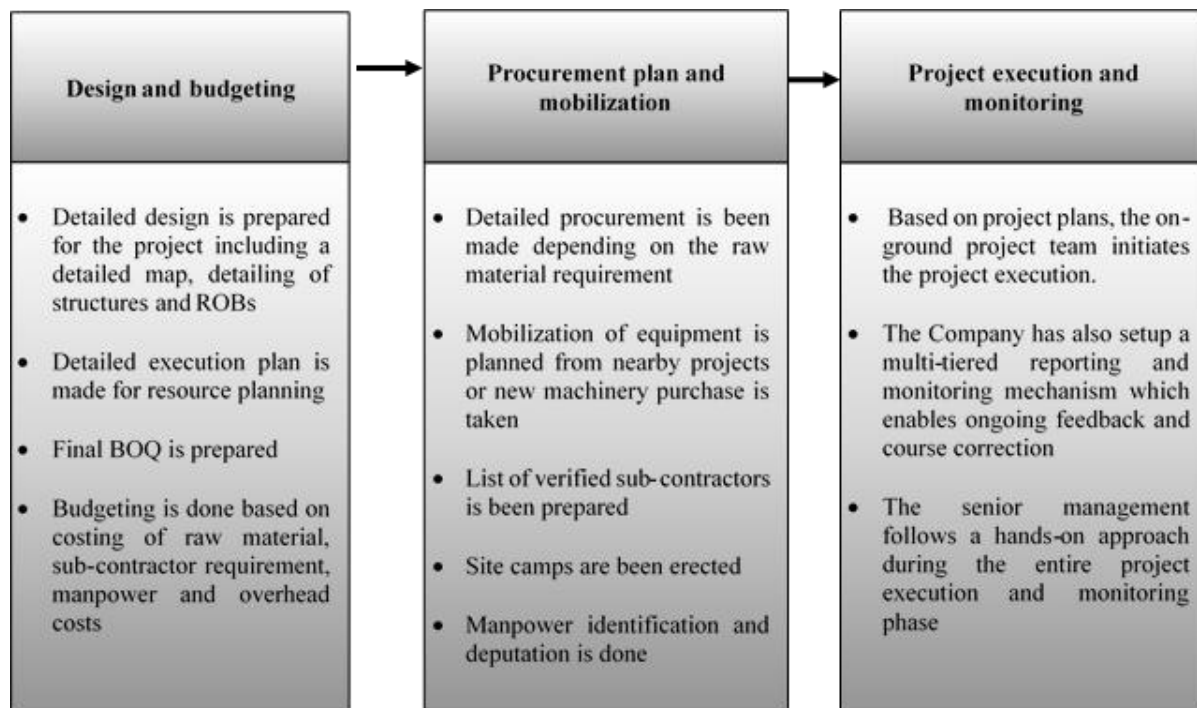 Design and budgeting
Detailed design is prepared
for the project including a
detailed map, detailing of
structures and ROBs
Detailed execution plan is
made for resource planning
Final BOQ is prepared
Budgeting is done based on
costing of raw material,
sub-contractor requirement,
manpower and overhead
costs
Procurement plan and
mobilization
Detailed procurement is been
made depending on the raw
material requirement
Mobilization of equipment is
planned from nearby projects
or new machinery purchase is
taken
List of verified sub-contractors
is been prepared
Site camps are been erected
Manpower identification and
deputation is done
Project execution and
monitoring
Based on project plans, the on-
ground project team initiates
the project execution.
The Company has also setup a
multi-tiered reporting and
monitoring mechanism which
enables ongoing feedback and
course correction
The senior management
follows a hands-on approach
during the entire project
execution and monitoring
phase